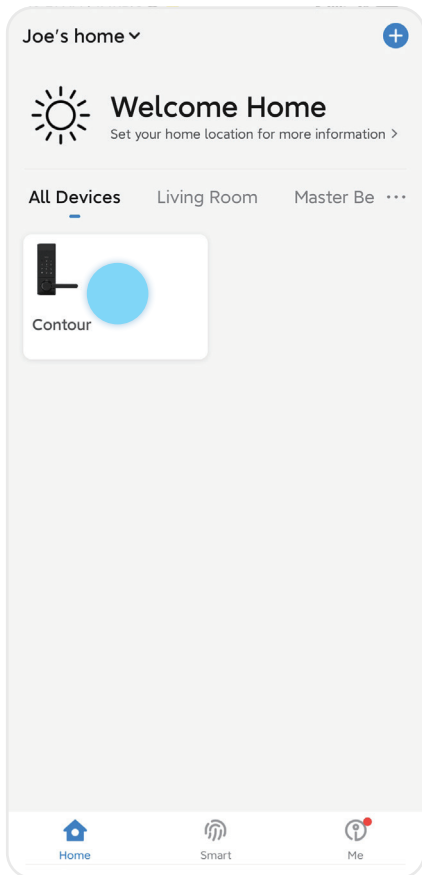 Joe's home
Welcome Home
Set your home location for more information >
All Devices
Living Room
Master Be ...
Contour
Home
Smart
Me